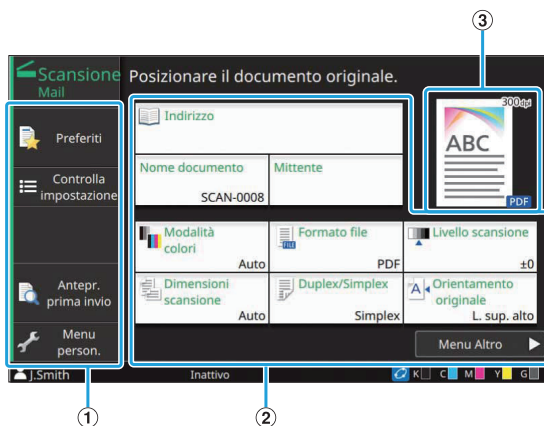 ③
Scansione
Mail
Posizionare il documento originale.
300dpi
ABC
PDF
Preferiti
Controlla
impostazione
Antepr.
prima invio
Menu
person.
Indirizzo
Nome documento
SCAN-0008
Mittente
Modalità
colori
Auto
Formato file
FILE
PDF
Livello scansione
±0
Dimensioni
scansione
Auto
Duplex/Simplex
Simplex
A
Orientamento
originale
L. sup. alto
Menu Altro
J.Smith
Inattivo
K C M Y G
① ②